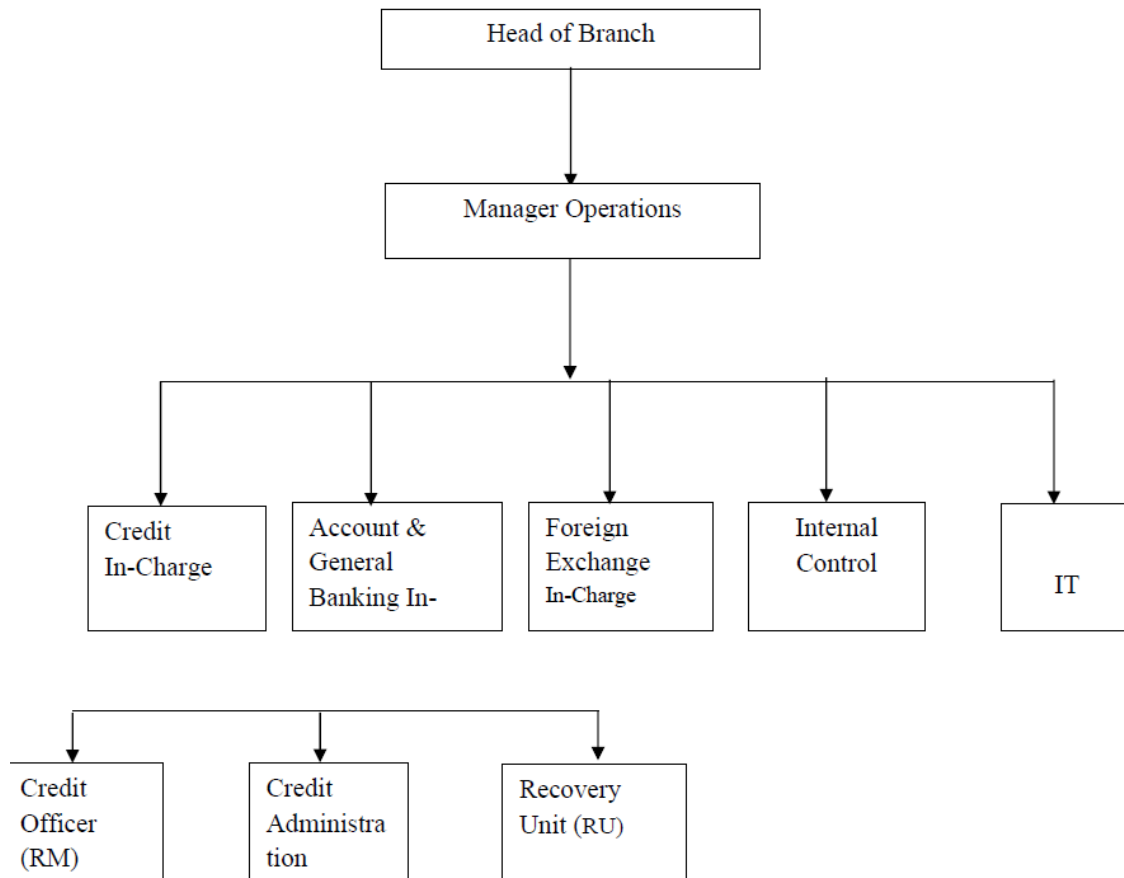 Head of Branch
Manager Operations
Credit
In-Charge
Account &
General
Banking In-
Foreign
Exchange
In-Charge
Internal
Control
IT
Credit
Officer
(RM)
Credit
Administra
tion
Recovery
Unit (RU)